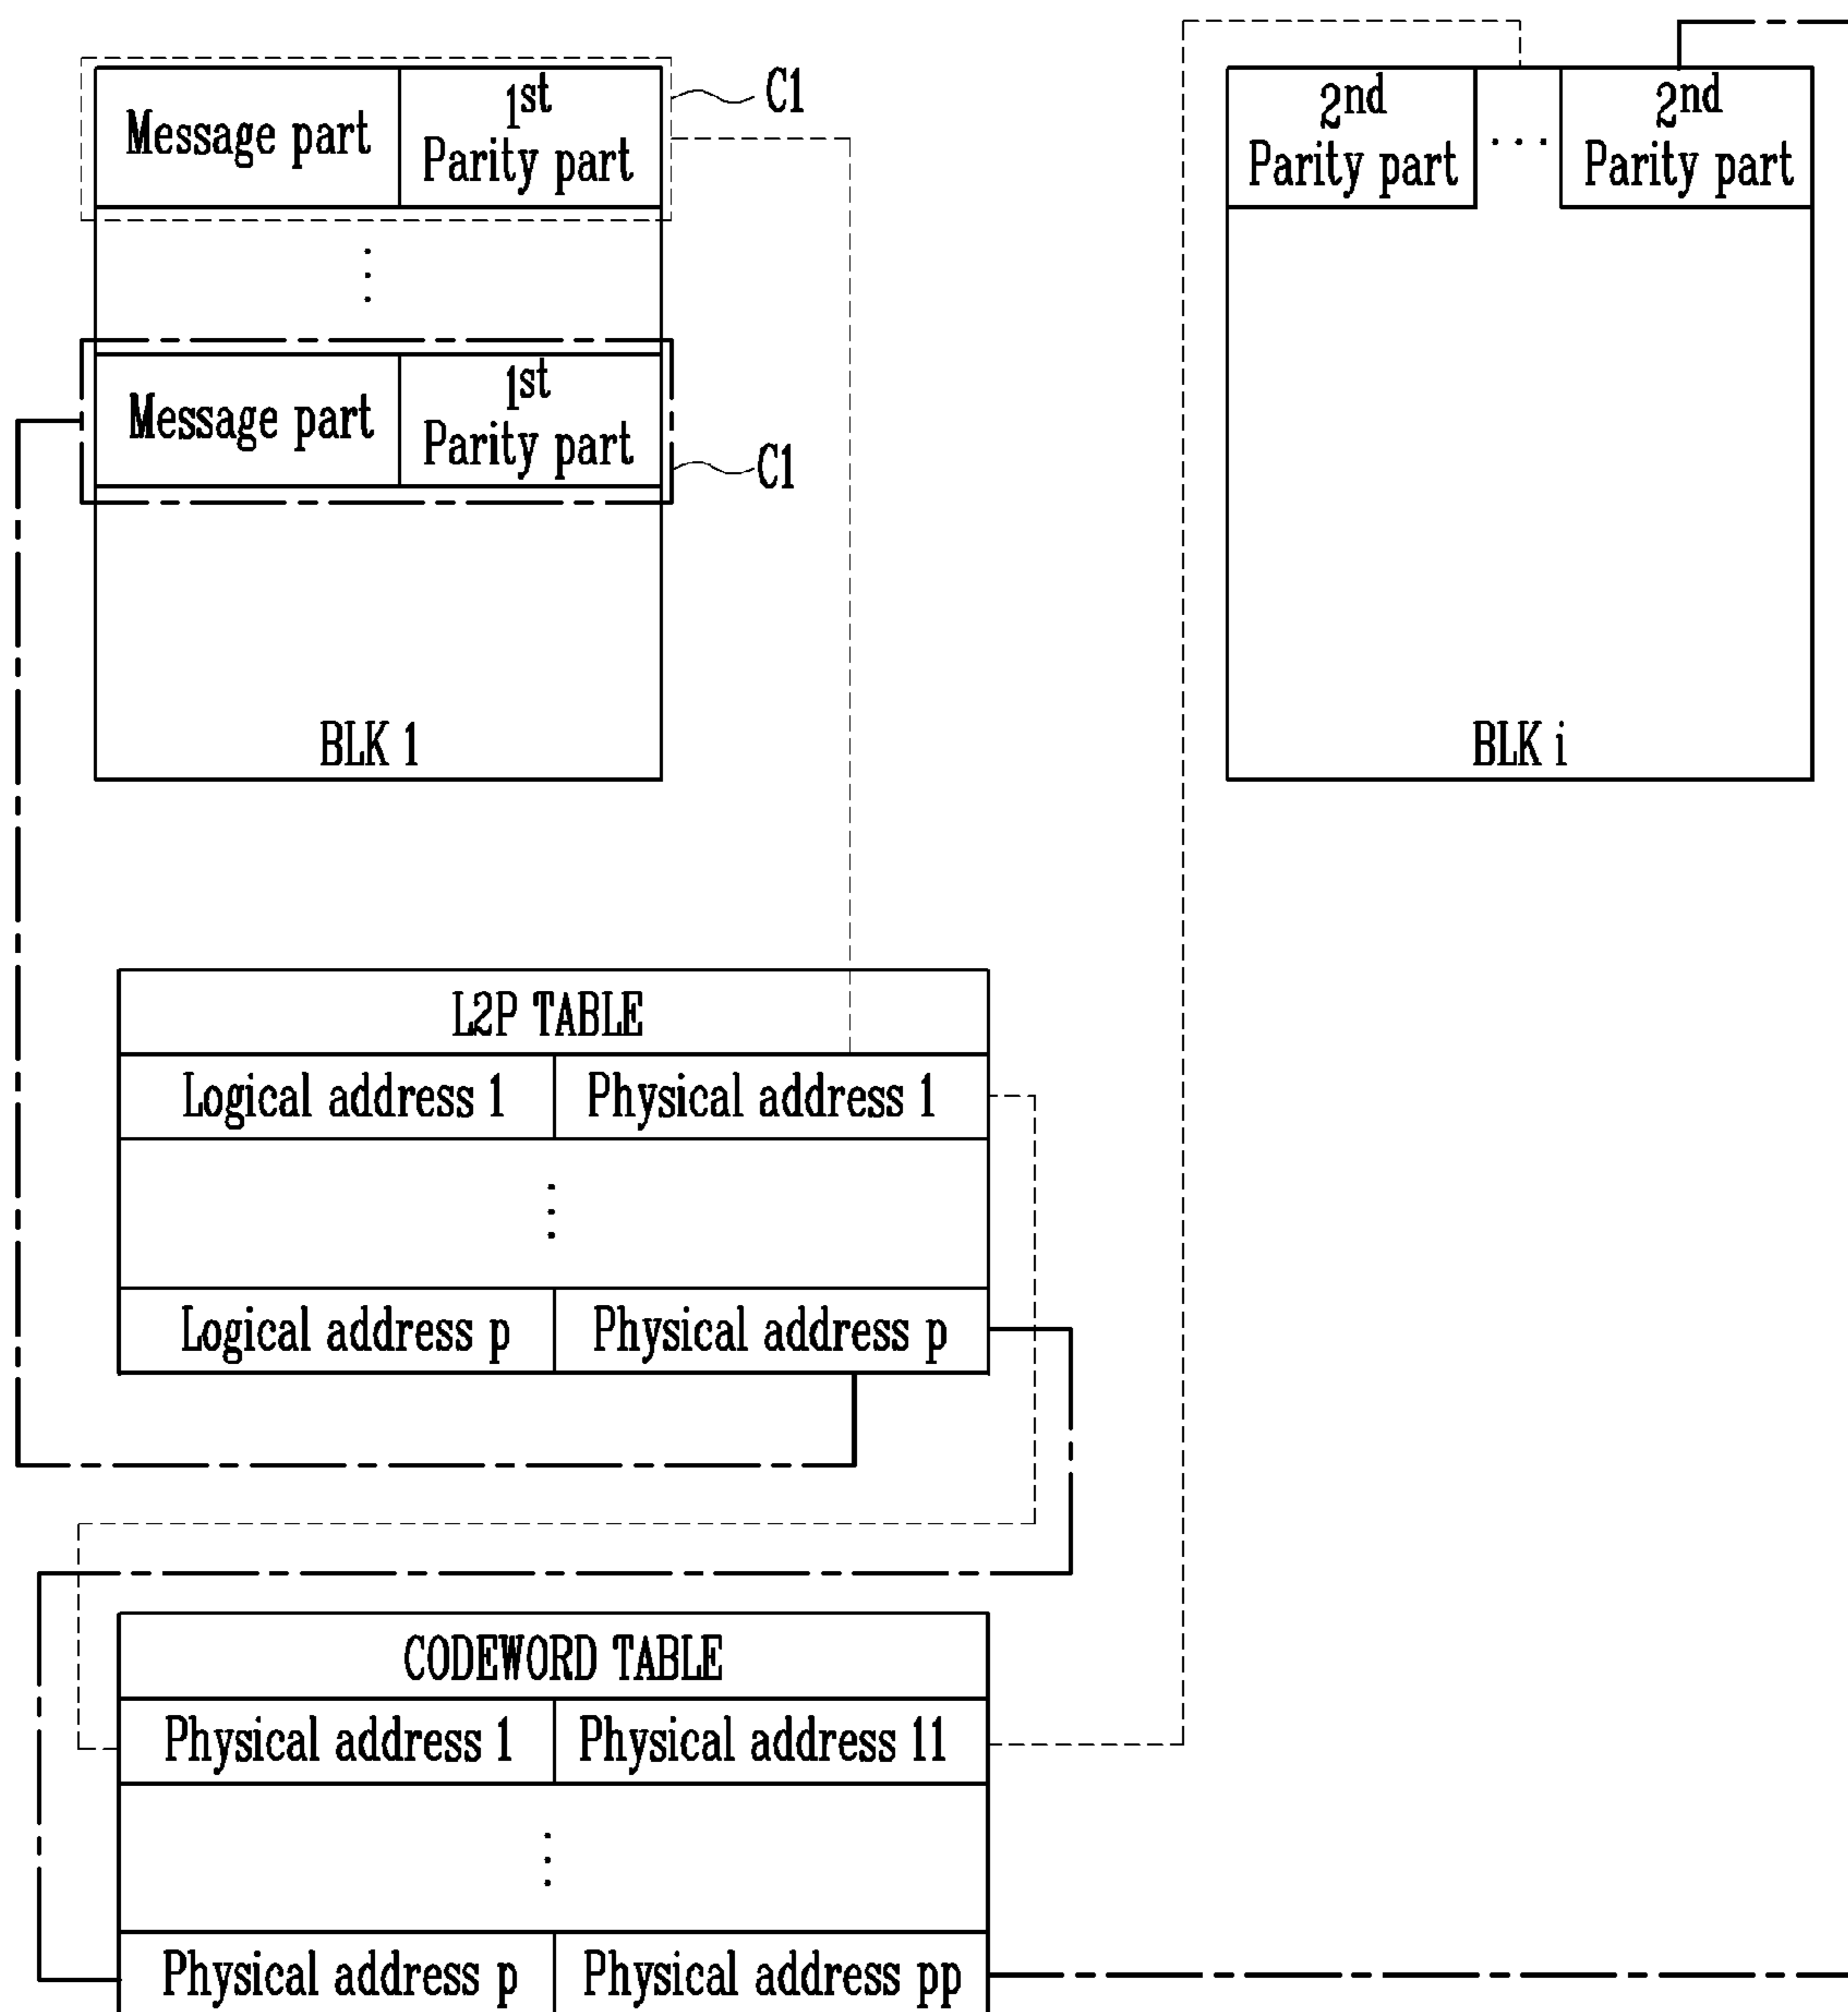 Message part
1st
Parity part
C1
Message part
1st
Parity part
C1
BLK 1
2nd
Parity part
...
2nd
Parity part
BLK i
L2P TABLE
Logical address 1
Physical address 1
Logical address p
Physical address p
CODEWORD TABLE
Physical address 1
Physical address 11
Physical address p
Physical address pp